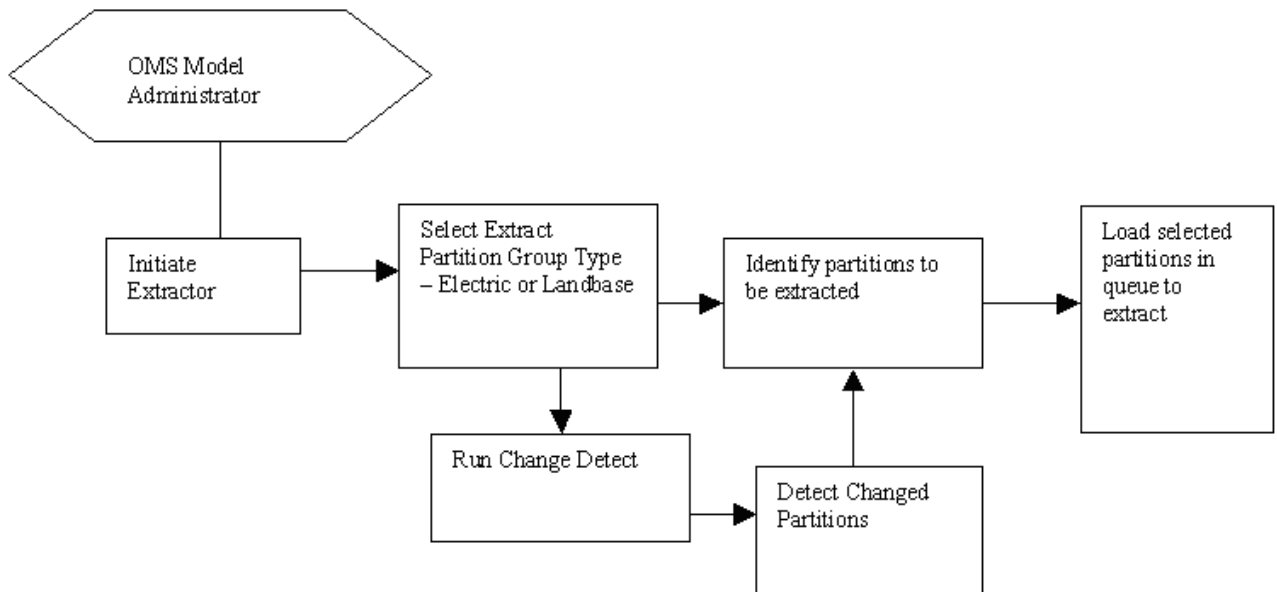 OMS Model
Administrator
Initiate
Extractor
Select Extract
Partition Group Type
– Electric or Landbase
Identify partitions to
be extracted
Load selected
partitions in
queue to
extract
Run Change Detect
Detect Changed
Partitions